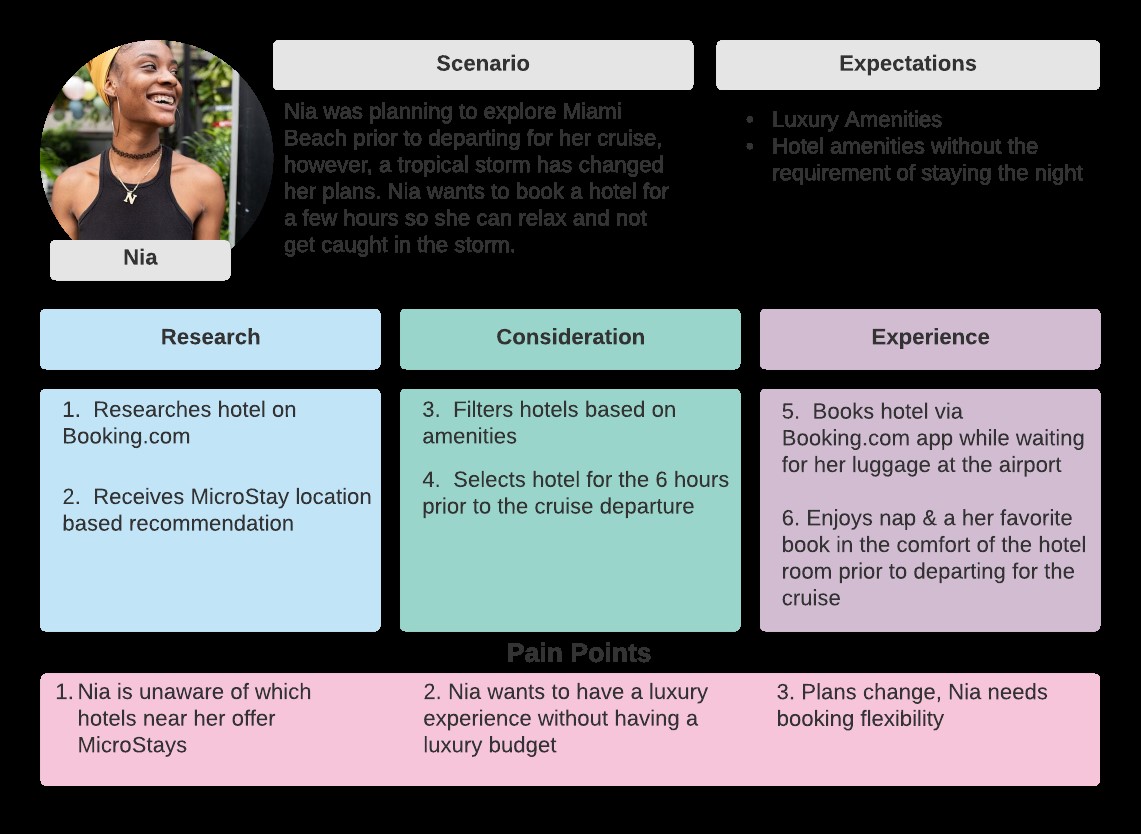 Scenario
Expectations
Nia was planning to explore Miami
Beach prior to departing for her cruise,
however, a tropical storm has changed
her plans. Nia wants to book a hotel for
a few hours so she can relax and not
get caught in the storm.
• Luxury Amenities
• Hotel amenities without the
requirement of staying the night
N
Nia
Research
Consideration
Experience
1. Researches hotel on
Booking.com
2. Receives MicroStay location
based recommendation
3. Filters hotels based on
amenities
4. Selects hotel for the 6 hours
prior to the cruise departure
5. Books hotel via
Booking.com app while waiting
for her luggage at the airport
6. Enjoys nap & a her favorite
book in the comfort of the hotel
room prior to departing for the
cruise
Pain Points
1. Nia is unaware of which
hotels near her offer
MicroStays
2. Nia wants to have a luxury
experience without having a
luxury budget
3. Plans change, Nia needs
booking flexibility